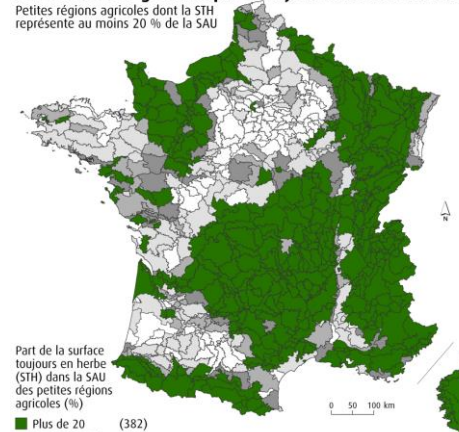 Petites régions agricoles dont la STH
représente au moins 20 % de la SAU
N
Part de la surface
toujours en herbe
(STH) dans la SAU
des petites régions
agricoles (%)
Plus de 20 (382)
0 50 100 km